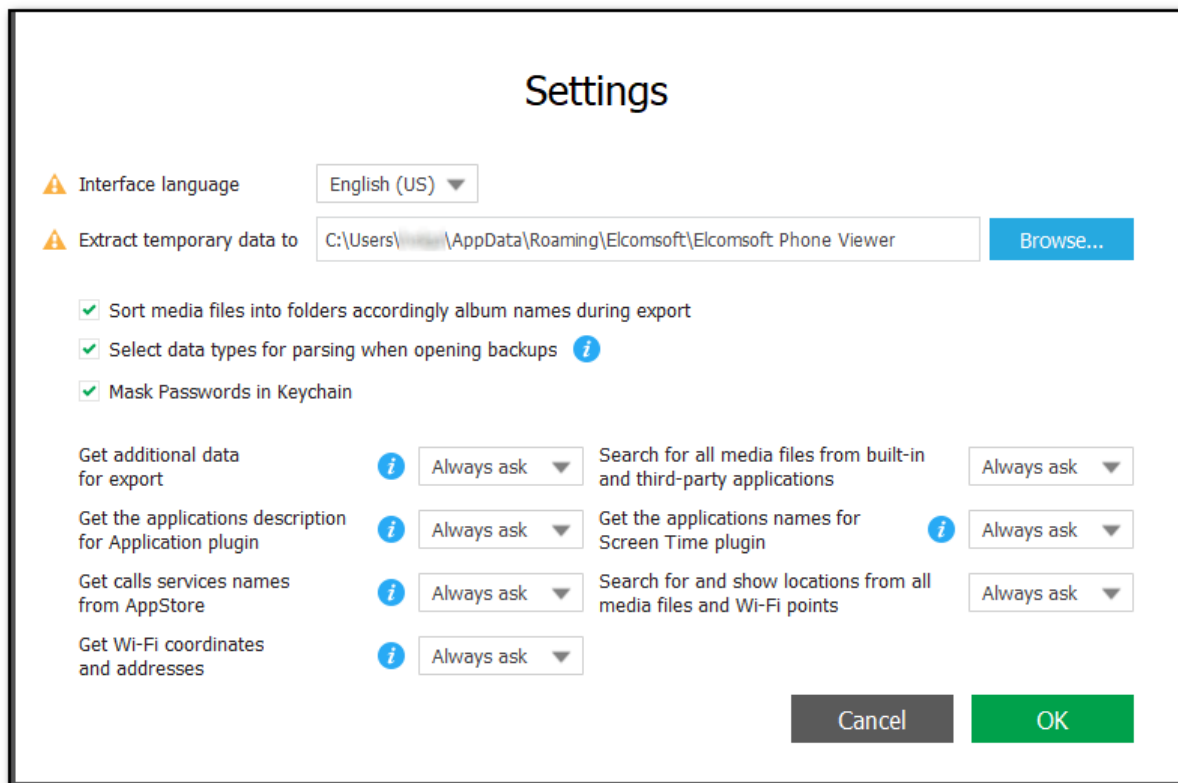 Settings
Interface language
English (US)
Extract temporary data to
C:\Users\ \AppData\Roaming\Elcomsoft\Elcomsoft Phone Viewer
Browse...
Sort media files into folders accordingly album names during export
Select data types for parsing when opening backups
Mask Passwords in Keychain
Get additional data
for export
Always ask
Search for all media files from built-in
and third-party applications
Always ask
Get the applications description
for Application plugin
Always ask
Get the applications names for
Screen Time plugin
Always ask
Get calls services names
from AppStore
Always ask
Search for and show locations from all
media files and Wi-Fi points
Always ask
Get Wi-Fi coordinates
and addresses
Always ask
Cancel
OK